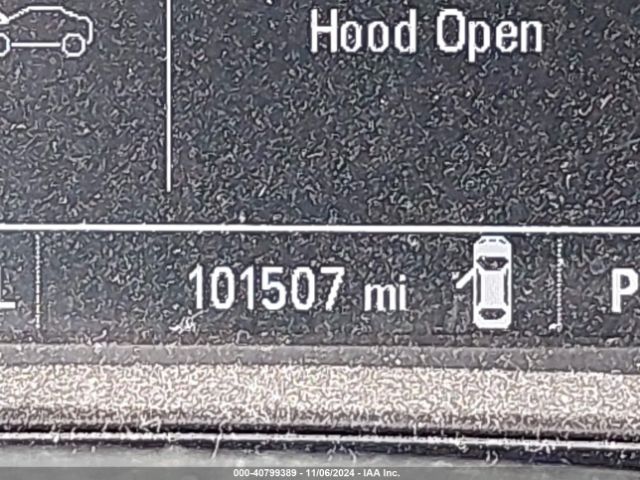 Hood Open
L 101507 mi P
000-40799389 - 11/06/2024 - IAA Inc.